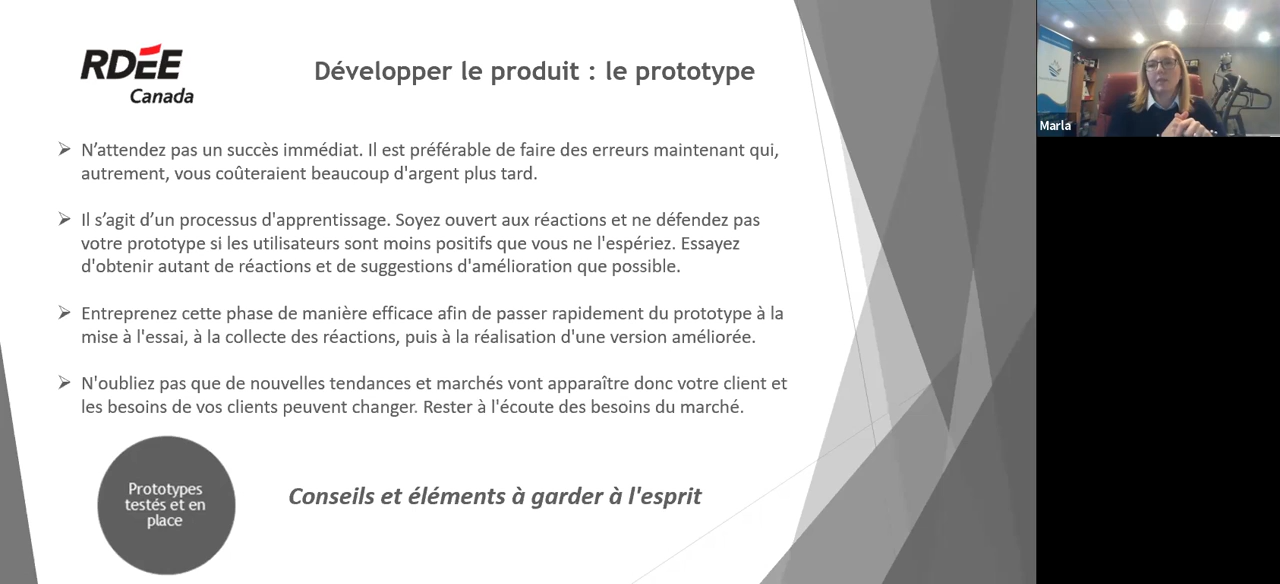 RDÉE
Canada
Développer le produit : le prototype
N’attendez pas un succès immédiat. Il est préférable de faire des erreurs maintenant qui,
autrement, vous coûteraient beaucoup d'argent plus tard.
Il s’agit d’un processus d'apprentissage. Soyez ouvert aux réactions et ne défendez pas
votre prototype si les utilisateurs sont moins positifs que vous ne l'espériez. Essayez
d'obtenir autant de réactions et de suggestions d'amélioration que possible.
Entreprenez cette phase de manière efficace afin de passer rapidement du prototype à la
mise à l'essai, à la collecte des réactions, puis à la réalisation d'une version améliorée.
N'oubliez pas que de nouvelles tendances et marchés vont apparaître donc votre client et
les besoins de vos clients peuvent changer. Rester à l'écoute des besoins du marché.
Prototypes
testés et en
place
Conseils et éléments à garder à l'esprit
Marla